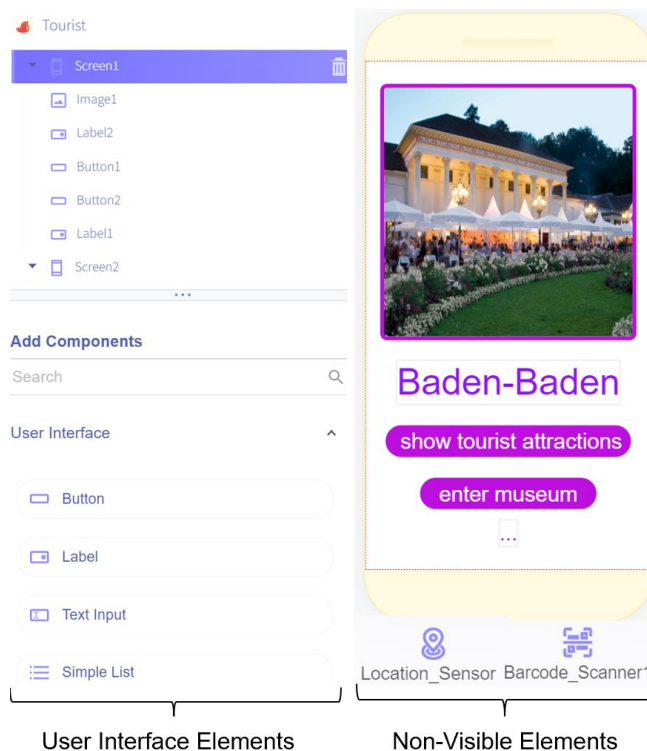 Tourist
Screen1
Image1
Label2
Button1
Button2
Label1
Screen2
...
Add Components
Search
User Interface
Button
Label
Text Input
Simple List
User Interface Elements
Baden-Baden
show tourist attractions
enter museum
...
Location_Sensor
Barcode_Scanner1
Non-Visible Elements